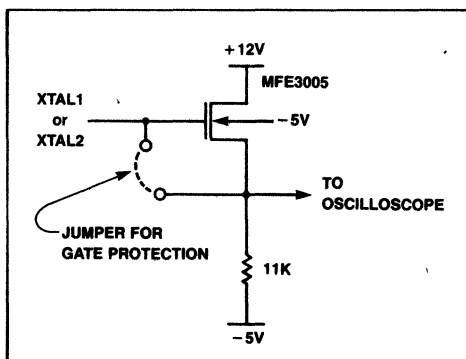 +12V
MFE3005
XTAL1
or
XTAL2
−5V
TO
OSCILLOSCOPE
JUMPER FOR
GATE PROTECTION
11K
−5V